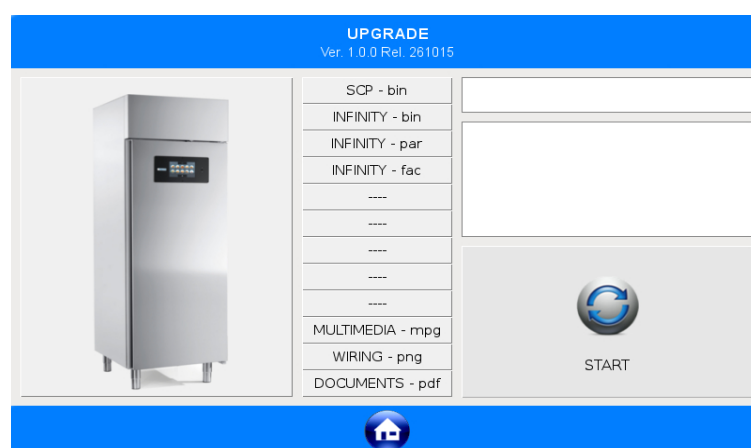 UPGRADE
Ver. 1.0.0 Rel. 261015
SCP - bin
INFINITY - bin
INFINITY - par
INFINITY - fac
----
----
----
----
----
MULTIMEDIA - mpg
WIRING - png
DOCUMENTS - pdf
START